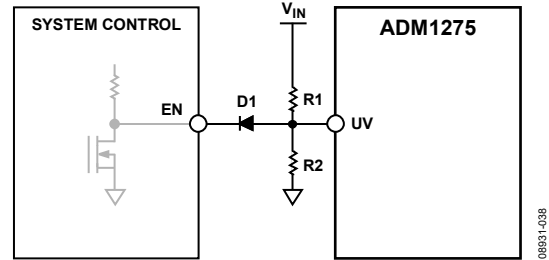 SYSTEM CONTROL
VIN
ADM1275
EN
D1
R1
UV
R2
08931-038